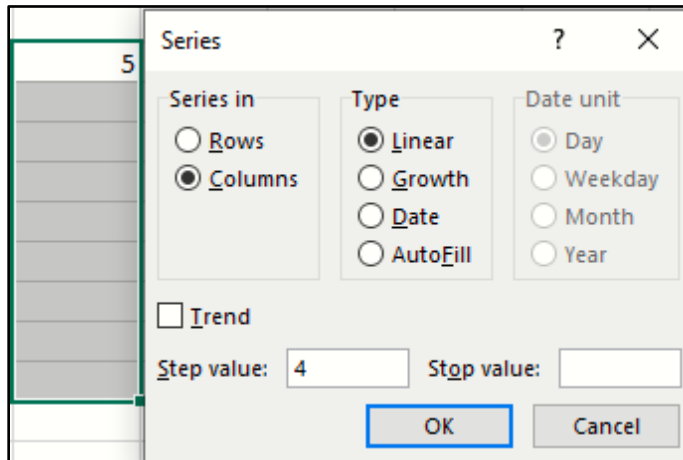 5
Series ? X
Series in Type Date unit
Rows Linear Day
Columns Growth Weekday
Date Month
AutoFill Year
Trend
Step value: 4 Stop value:
OK Cancel